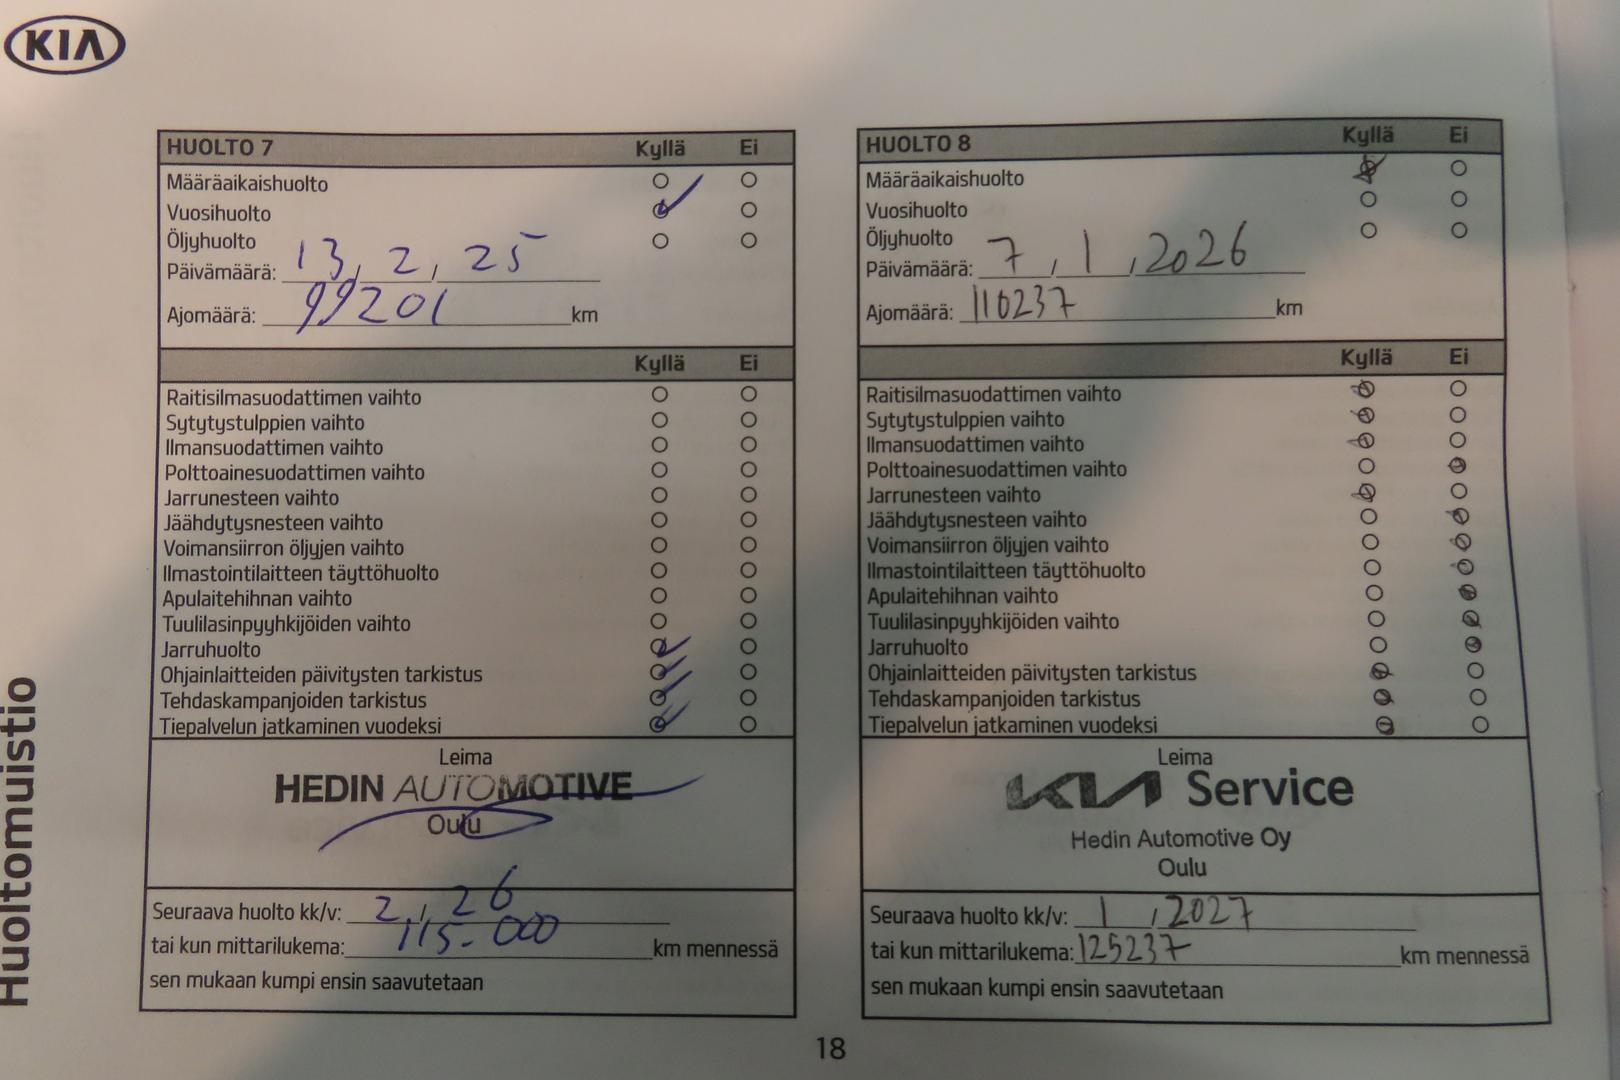 KIA
Huoltomuistio
HUOLTO 7 Kyllä Ei
Määräaikaishuolto
Vuosihuolto
Öljyhuolto
Päivämäärä: 13, 2, 25
Ajomäärä: 99201 km
Kyllä Ei
Raitisilmasuodattimen vaihto
Sytytystulppien vaihto
Ilmansuodattimen vaihto
Polttoainesuodattimen vaihto
Jarrunesteen vaihto
Jäähdytysnesteen vaihto
Voimansiirron öljyjen vaihto
Ilmastointilaitteen täyttöhuolto
Apulaitehihnan vaihto
Tuulilasinpyyhkijöiden vaihto
Jarruhuolto
Ohjainlaitteiden päivitysten tarkistus
Tehdaskampanjoiden tarkistus
Tiepalvelun jatkaminen vuodeksi
Leima
HEDIN AUTOMOTIVE
Oulu
Seuraava huolto kk/v: 2, 26
tai kun mittarilukema: 115-000 km mennessä
sen mukaan kumpi ensin saavutetaan
HUOLTO 8 Kyllä Ei
Määräaikaishuolto
Vuosihuolto
Öljyhuolto
Päivämäärä: 7, 1, 2026
Ajomäärä: 110237 km
Kyllä Ei
Raitisilmasuodattimen vaihto
Sytytystulppien vaihto
Ilmansuodattimen vaihto
Polttoainesuodattimen vaihto
Jarrunesteen vaihto
Jäähdytysnesteen vaihto
Voimansiirron öljyjen vaihto
Ilmastointilaitteen täyttöhuolto
Apulaitehihnan vaihto
Tuulilasinpyyhkijöiden vaihto
Jarruhuolto
Ohjainlaitteiden päivitysten tarkistus
Tehdaskampanjoiden tarkistus
Tiepalvelun jatkaminen vuodeksi
Leima
KIA Service
Hedin Automotive Oy
Oulu
Seuraava huolto kk/v: 1, 2027
tai kun mittarilukema: 125237 km mennessä
sen mukaan kumpi ensin saavutetaan
18